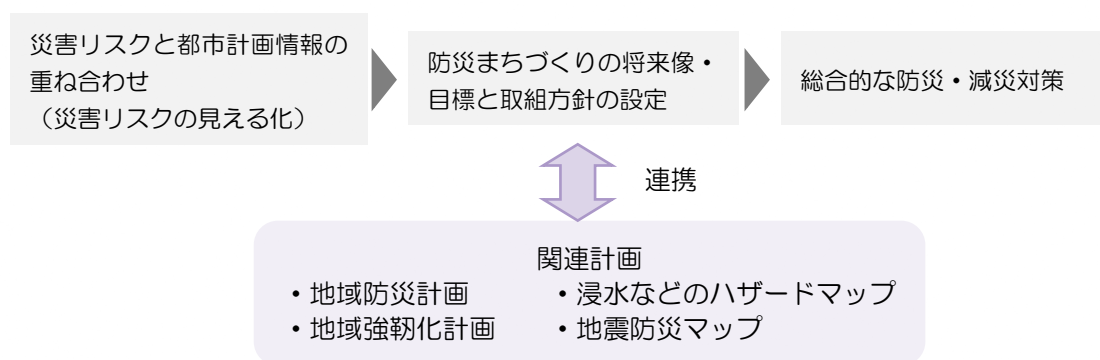 災害リスクと都市計画情報の
重ね合わせ
（災害リスクの見える化）
防災まちづくりの将来像・
目標と取組方針の設定
総合的な防災・減災対策
連携
関連計画
・地域防災計画
・浸水などのハザードマップ
・地域強靭化計画
・地震防災マップ